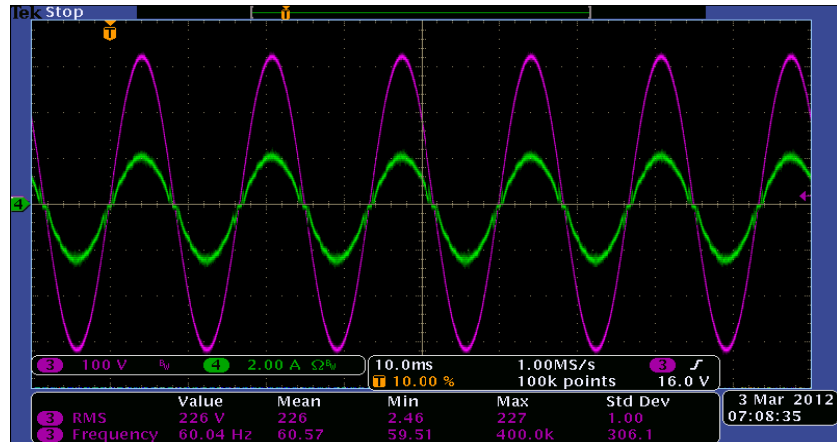 Tek Stop
T
T
4
3 100 V BW 4 2.00 A ΩBW
10.0ms 1.00MS/s 3
T 10.00 % 100k points 16.0 V
Value Mean Min Max Std Dev
3 RMS 226 V 226 2.46 227 1.00
3 Frequency 60.04 Hz 60.57 59.51 400.0k 306.1
3 Mar 2012
07:08:35